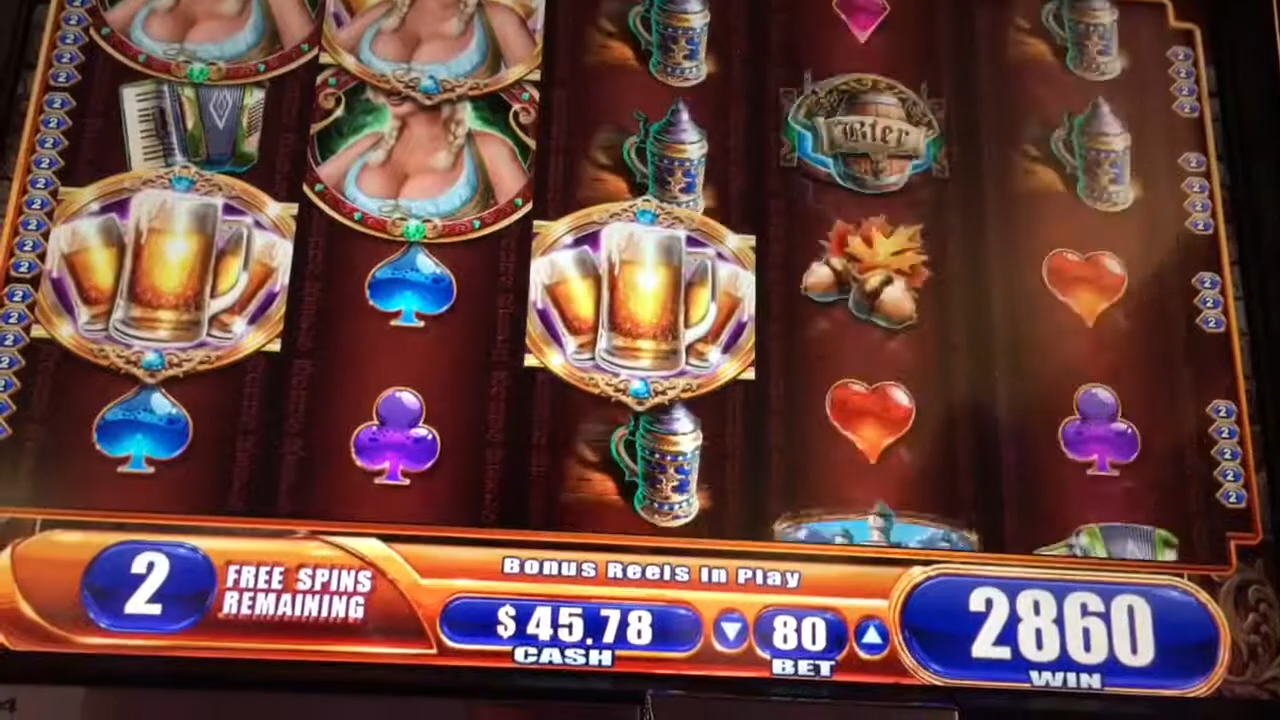 Bier
2
FREE SPINS
REMAINING
Bonus Reels In Play
$45.78
CASH
80
BET
2860
WIN